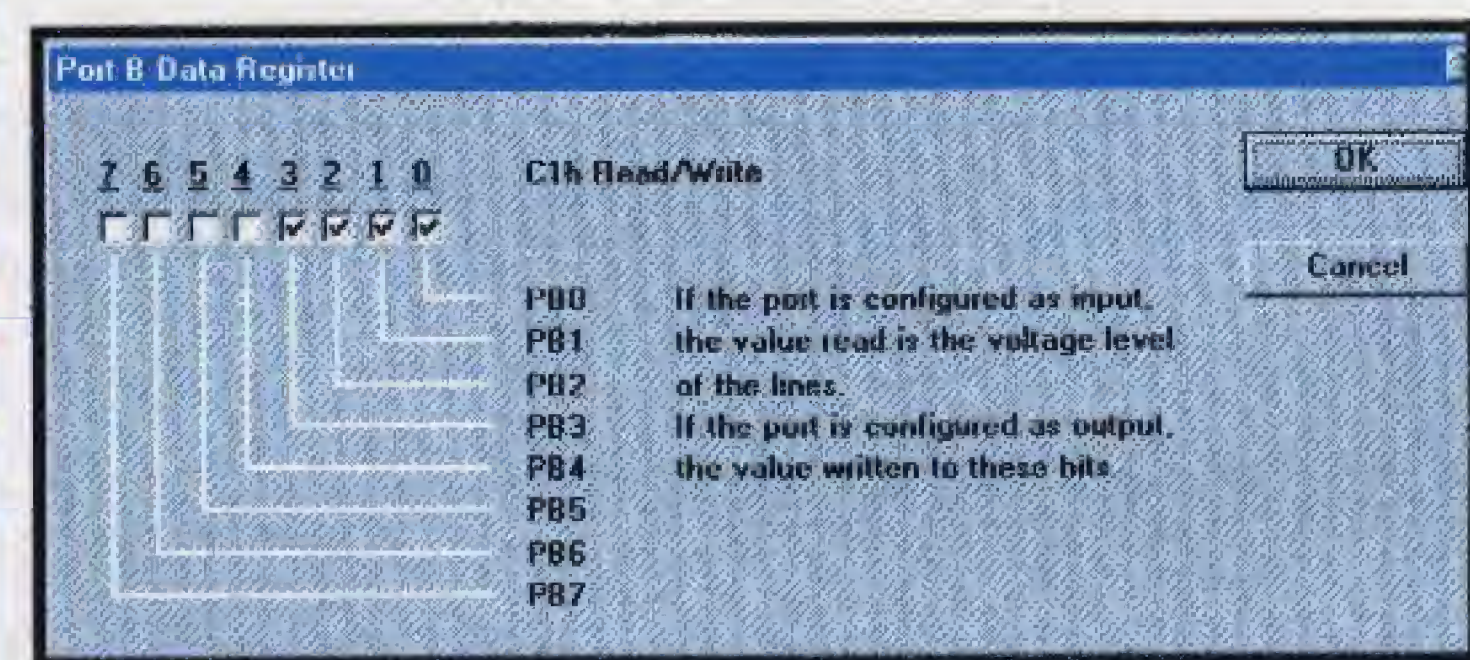 Port B Data Register
7 6 5 4 3 2 1 0
C1h Read/Write
OK
Cancel
PB0 If the port is configured as input,
PB1 the value read is the voltage level
PB2 of the lines.
PB3 If the port is configured as output,
PB4 the value written to these bits
PB5
PB6
PB7